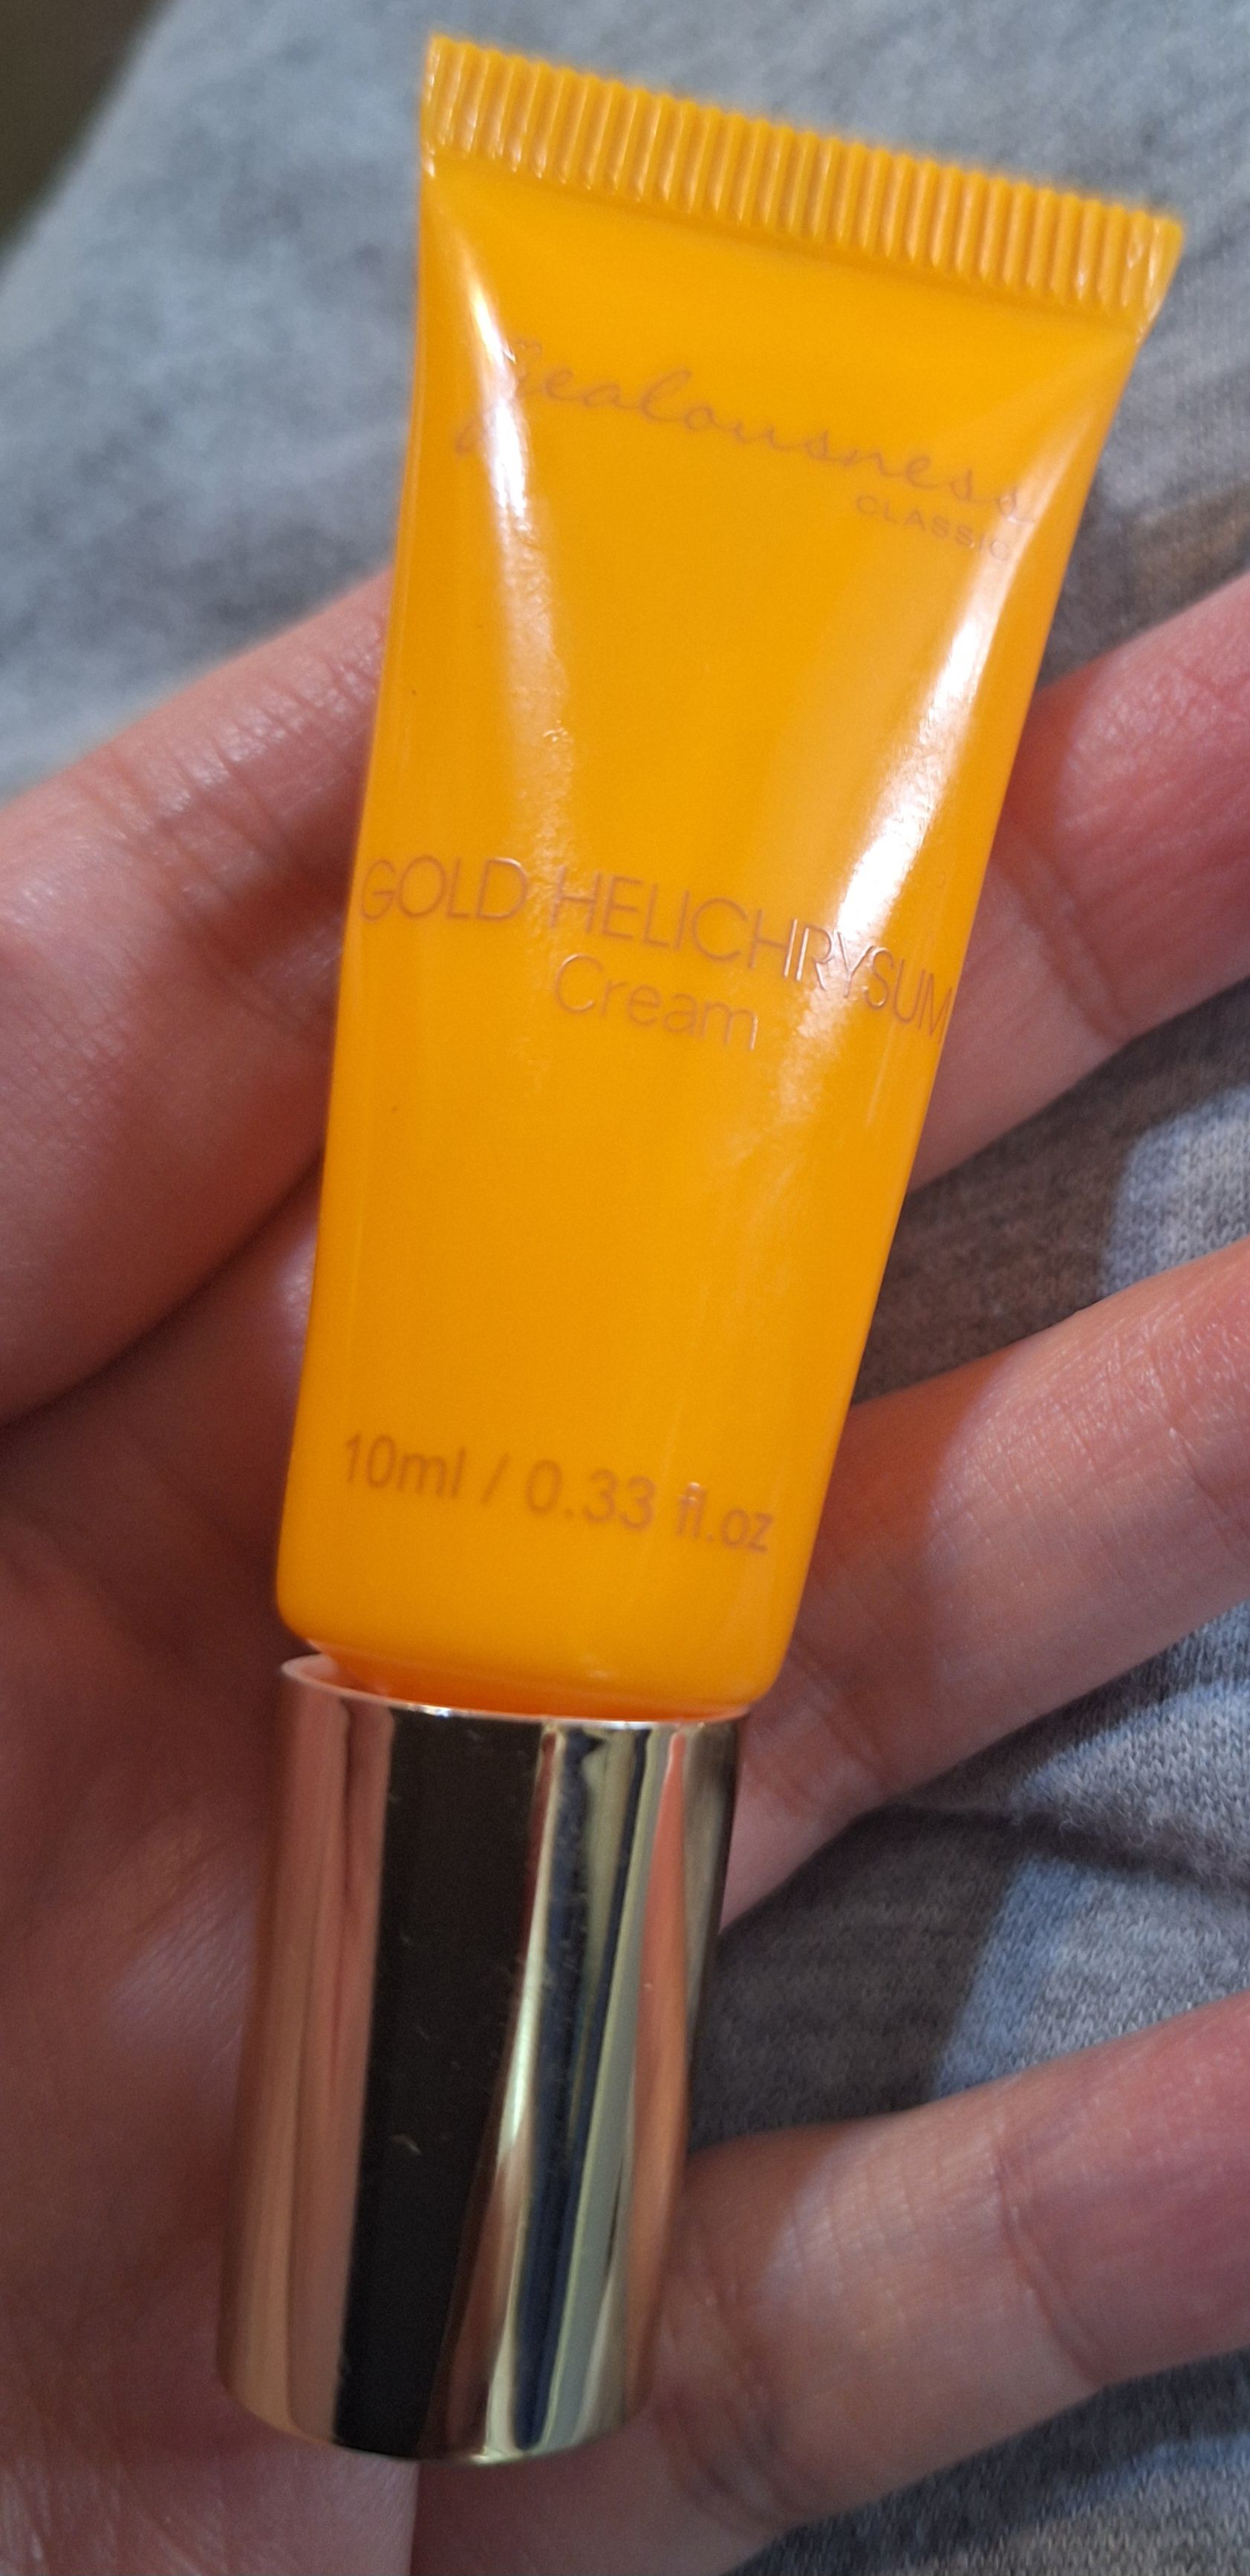 Jealousness
CLASSIC
GOLD HELICHRYSUM
Cream
10ml / 0.33 fl.oz